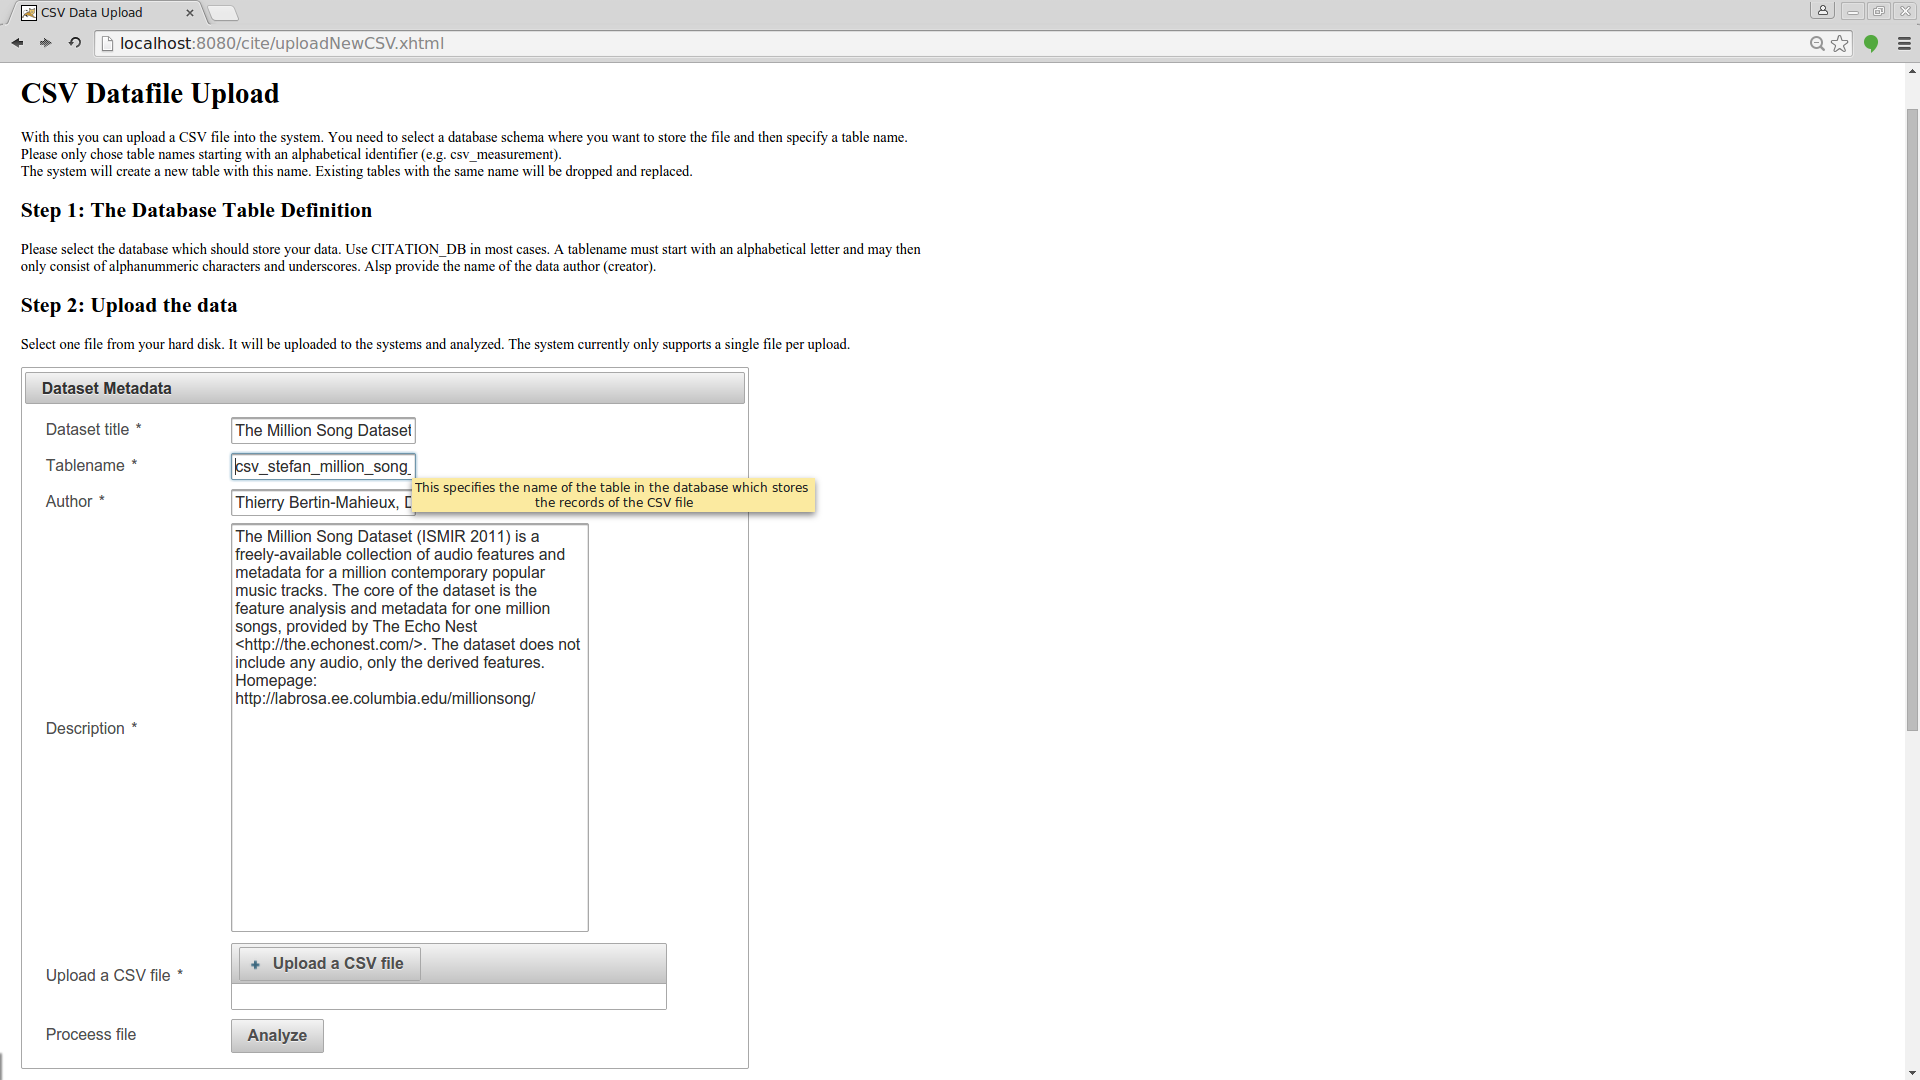 CSV Data Upload
localhost:8080/cite/uploadNewCSV.xhtml
CSV Datafile Upload
With this you can upload a CSV file into the system. You need to select a database schema where you want to store the file and then specify a table name.
Please only chose table names starting with an alphabetical identifier (e.g. csv_measurement).
The system will create a new table with this name. Existing tables with the same name will be dropped and replaced.
Step 1: The Database Table Definition
Please select the database which should store your data. Use CITATION_DB in most cases. A tablename must start with an alphabetical letter and may then
only consist of alphanummeric characters and underscores. Alsp provide the name of the data author (creator).
Step 2: Upload the data
Select one file from your hard disk. It will be uploaded to the systems and analyzed. The system currently only supports a single file per upload.
Dataset Metadata
Dataset title * The Million Song Dataset
Tablename * csv_stefan_million_song_
This specifies the name of the table in the database which stores
the records of the CSV file
Author * Thierry Bertin-Mahieux, D
The Million Song Dataset (ISMIR 2011) is a
freely-available collection of audio features and
metadata for a million contemporary popular
music tracks. The core of the dataset is the
feature analysis and metadata for one million
songs, provided by The Echo Nest
<http://the.echonest.com/>. The dataset does not
include any audio, only the derived features.
Homepage:
http://labrosa.ee.columbia.edu/millionsong/
Description *
Upload a CSV file * + Upload a CSV file
Proceess file Analyze